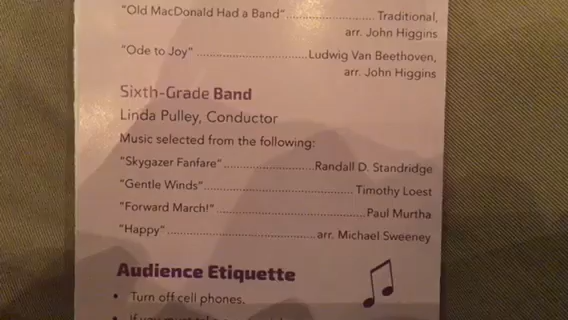 "Old MacDonald Had a Band"............................Traditional,
arr. John Higgins
"Ode to Joy"..................................Ludwig Van Beethoven,
arr. John Higgins
Sixth-Grade Band
Linda Pulley, Conductor
Music selected from the following:
"Skygazer Fanfare"............................Randall D. Standridge
"Gentle Winds"..............................................Timothy Loest
"Forward March!".............................................Paul Murtha
"Happy".............................................arr. Michael Sweeney
Audience Etiquette
• Turn off cell phones.